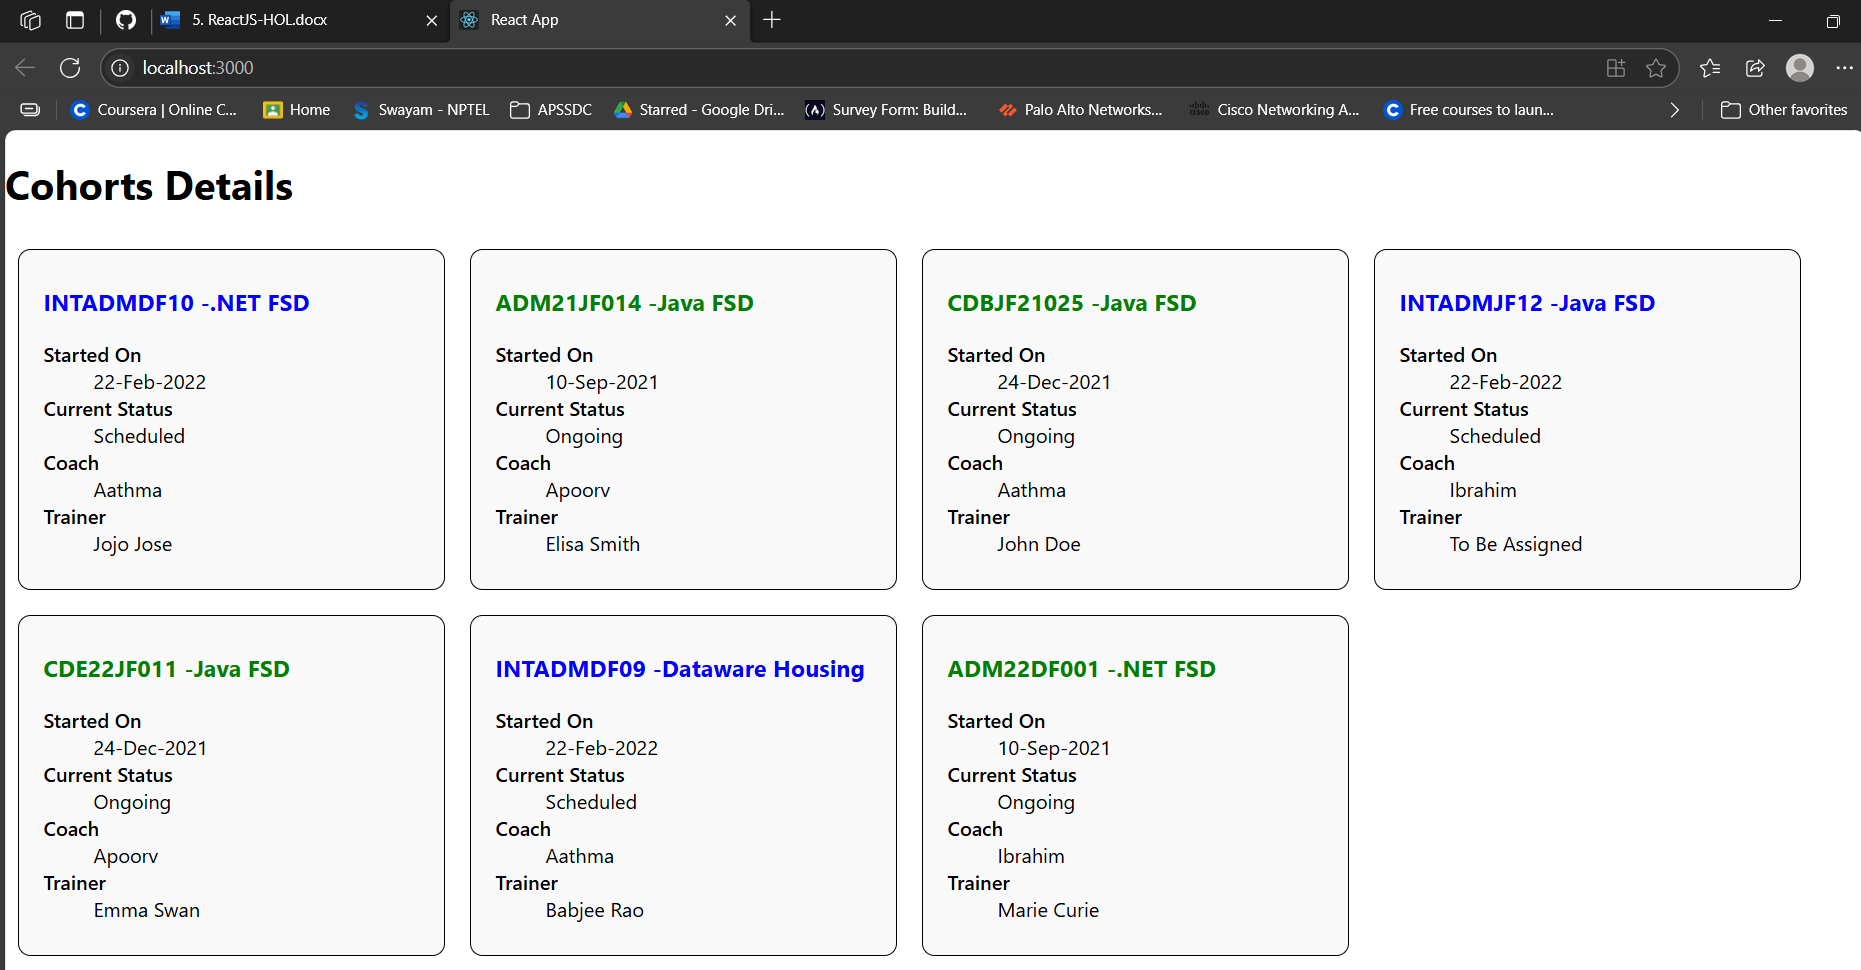 5. ReactJS-HOL.docx
React App
localhost:3000
Coursera | Online C...
Home
Swayam - NPTEL
APSSDC
Starred - Google Dri...
Survey Form: Build...
Palo Alto Networks...
Cisco Networking A...
Free courses to laun...
Other favorites
Cohorts Details
INTADMDF10 -.NET FSD
Started On
22-Feb-2022
Current Status
Scheduled
Coach
Aathma
Trainer
Jojo Jose
ADM21JF014 -Java FSD
Started On
10-Sep-2021
Current Status
Ongoing
Coach
Apoorv
Trainer
Elisa Smith
CDBJF21025 -Java FSD
Started On
24-Dec-2021
Current Status
Ongoing
Coach
Aathma
Trainer
John Doe
INTADMJF12 -Java FSD
Started On
22-Feb-2022
Current Status
Scheduled
Coach
Ibrahim
Trainer
To Be Assigned
CDE22JF011 -Java FSD
Started On
24-Dec-2021
Current Status
Ongoing
Coach
Apoorv
Trainer
Emma Swan
INTADMDF09 -Dataware Housing
Started On
22-Feb-2022
Current Status
Scheduled
Coach
Aathma
Trainer
Babjee Rao
ADM22DF001 -.NET FSD
Started On
10-Sep-2021
Current Status
Ongoing
Coach
Ibrahim
Trainer
Marie Curie